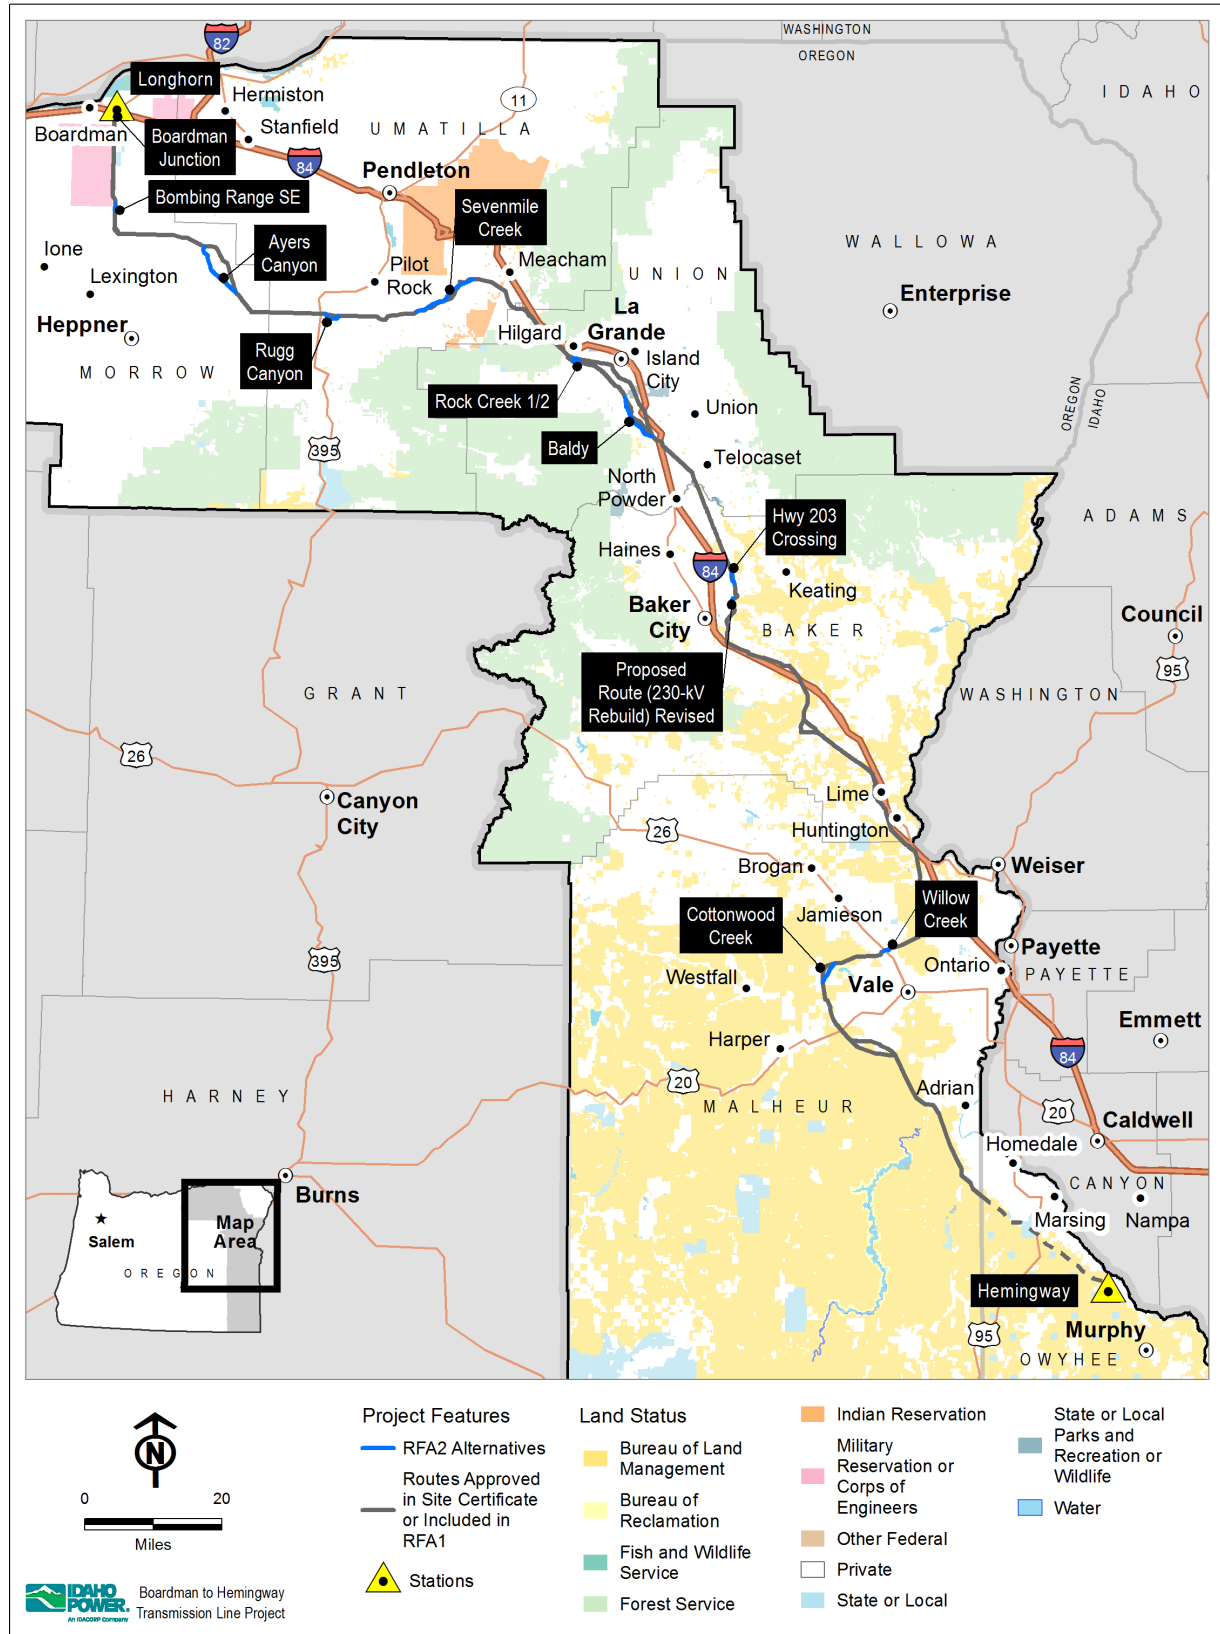 WASHINGTON
OREGON
82
Longhorn
Hermiston
11
IDAHO
Boardman
Boardman
Junction
Stanfield
UMATILLA
84
Pendleton
Bombing Range SE
Sevenmile
Creek
Ione
Ayers
Canyon
Lexington
Pilot
Rock
Meacham
UNION
WALLOWA
Enterprise
Heppner
Hilgard
La
Grande
Island
City
Rugg
Canyon
MORROW
Rock Creek 1/2
Union
OREGON
IDAHO
395
Baldy
Telocaset
North
Powder
Hwy 203
Crossing
ADAMS
Haines
84
Keating
Baker
City
BAKER
Council
95
Proposed
Route (230-kV
Rebuild) Revised
GRANT
WASHINGTON
26
Canyon
City
Lime
Huntington
26
Brogan
Weiser
Jamieson
Willow
Creek
Cottonwood
Creek
Payette
395
Westfall
Vale
Ontario
PAYETTE
Harper
Emmett
84
20
HARNEY
MALHEUR
Adrian
20
Caldwell
Homedale
Burns
CANYON
Marsing
Nampa
Map
Area
Salem
OREGON
Hemingway
95
Murphy
OWYHEE
N
0 20
Miles
IDAHO
POWER.
An IDACORP Company
Boardman to Hemingway
Transmission Line Project
Project Features
RFA2 Alternatives
Routes Approved
in Site Certificate
or Included in
RFA1
Stations
Land Status
Bureau of Land
Management
Bureau of
Reclamation
Fish and Wildlife
Service
Forest Service
Indian Reservation
Military
Reservation or
Corps of
Engineers
Other Federal
Private
State or Local
State or Local
Parks and
Recreation or
Wildlife
Water